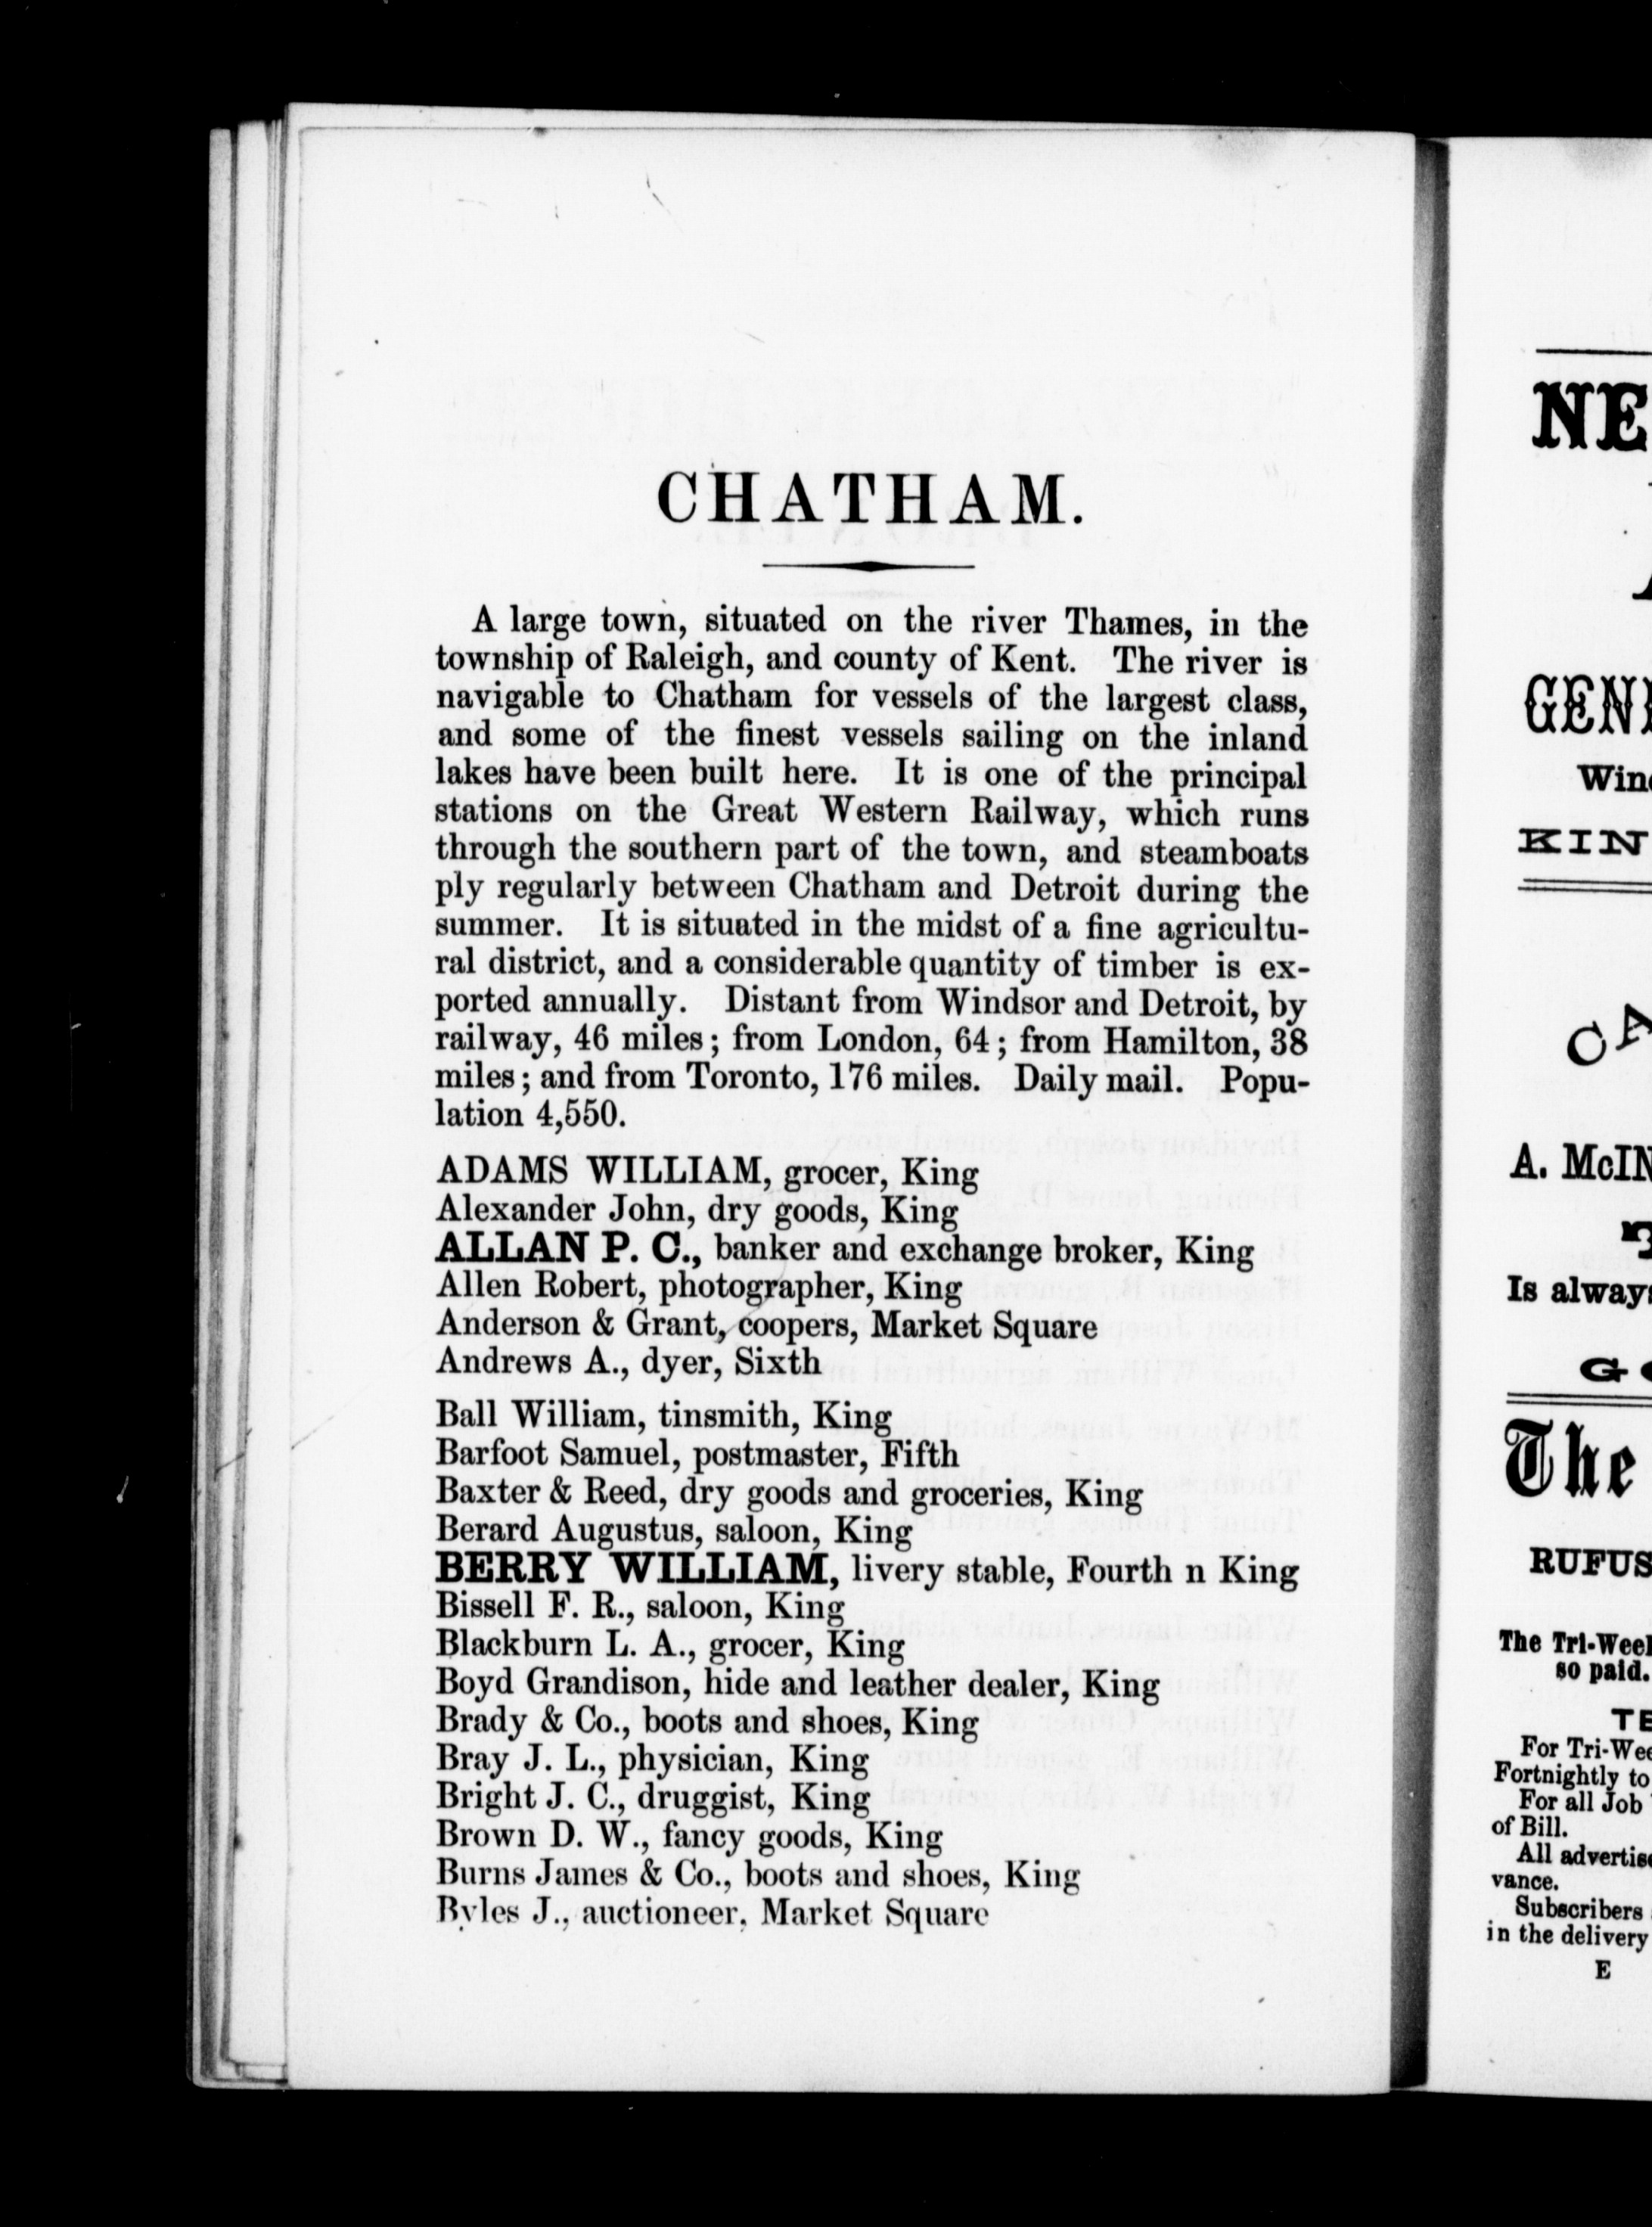 CHATHAM.
A large town, situated on the river Thames, in the
township of Raleigh, and county of Kent. The river is
navigable to Chatham for vessels of the largest class,
and some of the finest vessels sailing on the inland
lakes have been built here. It is one of the principal
stations on the Great Western Railway, which runs
through the southern part of the town, and steamboats
ply regularly between Chatham and Detroit during the
summer. It is situated in the midst of a fine agricultu-
ral district, and a considerable quantity of timber is ex-
ported annually. Distant from Windsor and Detroit, by
railway, 46 miles; from London, 64; from Hamilton, 38
miles; and from Toronto, 176 miles. Daily mail. Popu-
lation 4,550.
ADAMS WILLIAM, grocer, King
Alexander John, dry goods, King
ALLAN P. C., banker and exchange broker, King
Allen Robert, photographer, King
Anderson & Grant, coopers, Market Square
Andrews A., dyer, Sixth
Ball William, tinsmith, King
Barfoot Samuel, postmaster, Fifth
Baxter & Reed, dry goods and groceries, King
Berard Augustus, saloon, King
BERRY WILLIAM, livery stable, Fourth n King
Bissell F. R., saloon, King
Blackburn L. A., grocer, King
Boyd Grandison, hide and leather dealer, King
Brady & Co., boots and shoes, King
Bray J. L., physician, King
Bright J. C., druggist, King
Brown D. W., fancy goods, King
Burns James & Co., boots and shoes, King
Byles J., auctioneer, Market Square
NE
GEN
Win
KIN
CA
A. McIN
Is always
The
RUFUS
The Tri-Week
so paid.
TE
For Tri-Wee
Fortnightly to
For all Job
of Bill.
All advertise
vance.
Subscribers
in the delivery
E